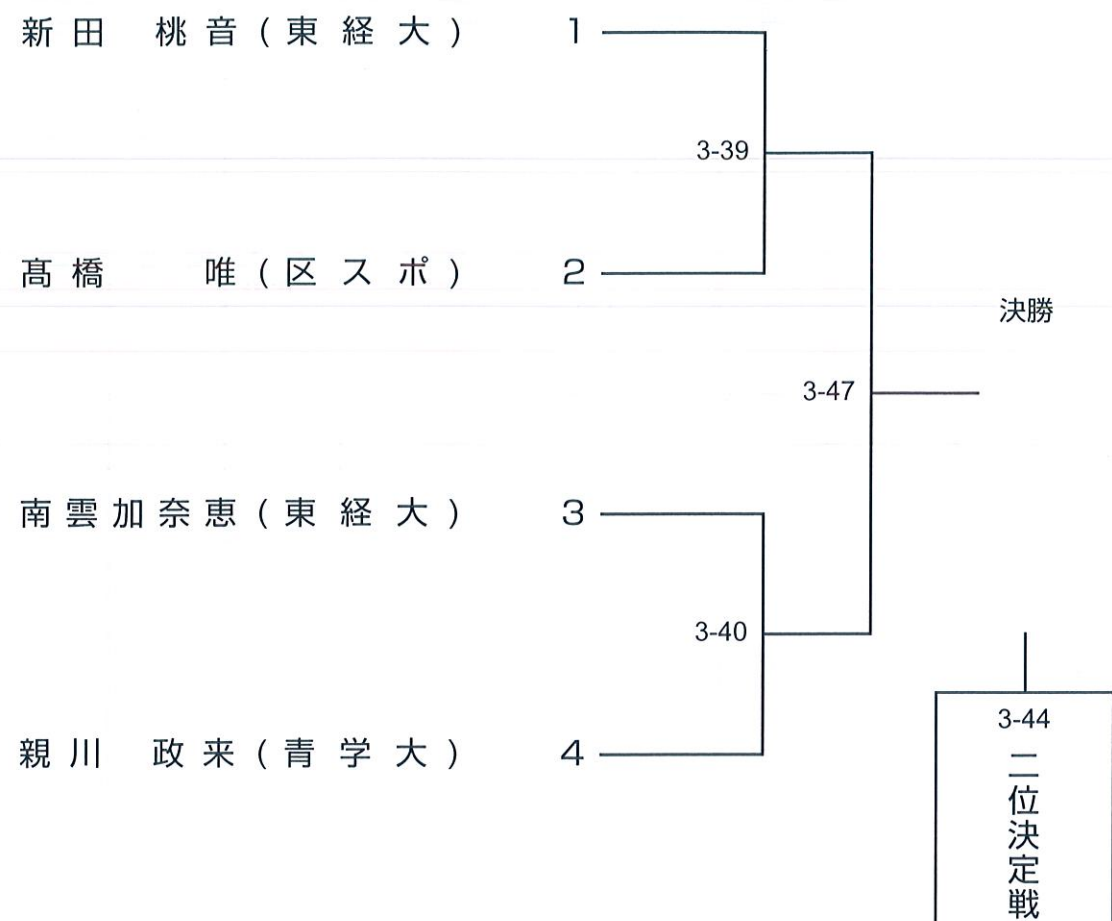 新田 桃音(東経大) 1
3-39
髙橋 唯(区スポ) 2
決勝
3-47
南雲加奈恵(東経大) 3
3-40
親川 政来(青学大) 4
3-44
二位決定戦